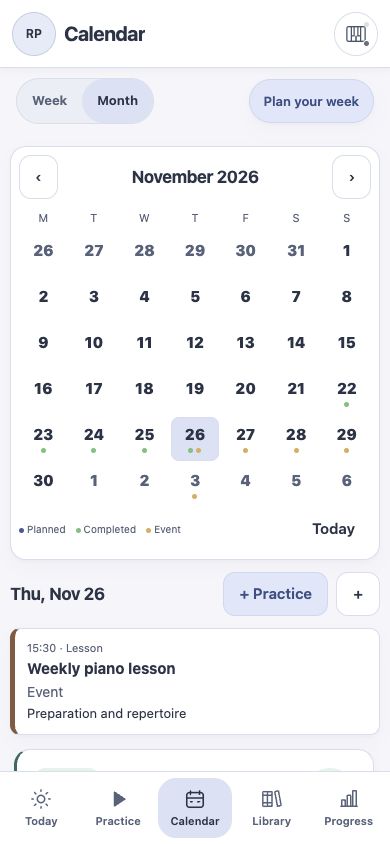 RP Calendar
Week Month Plan your week
‹ November 2026 ›
M T W T F S S
26 27 28 29 30 31 1
2 3 4 5 6 7 8
9 10 11 12 13 14 15
16 17 18 19 20 21 22
23 24 25 26 27 28 29
30 1 2 3 4 5 6
Planned Completed Event Today
Thu, Nov 26 + Practice +
15:30 · Lesson
Weekly piano lesson
Event
Preparation and repertoire
Today Practice Calendar Library Progress